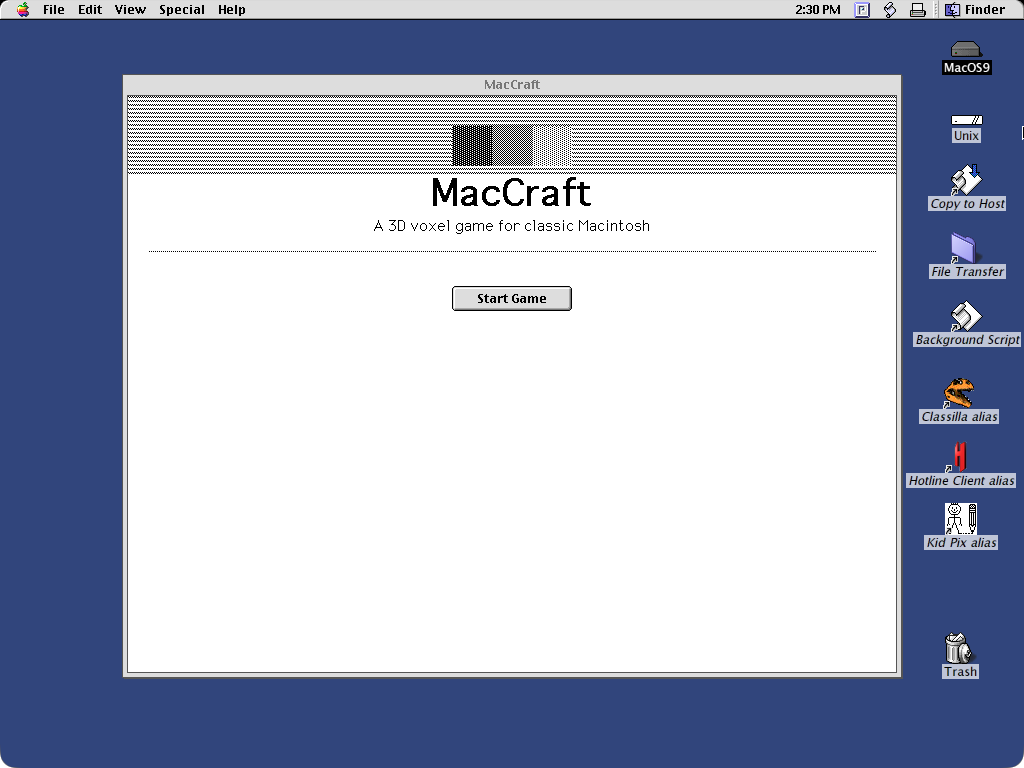 File Edit View Special Help 2:30 PM Finder
MacOS9
MacCraft
Unix
MacCraft
A 3D voxel game for classic Macintosh
Copy to Host
File Transfer
Start Game
Background Script
Classilla alias
Hotline Client alias
Kid Pix alias
Trash